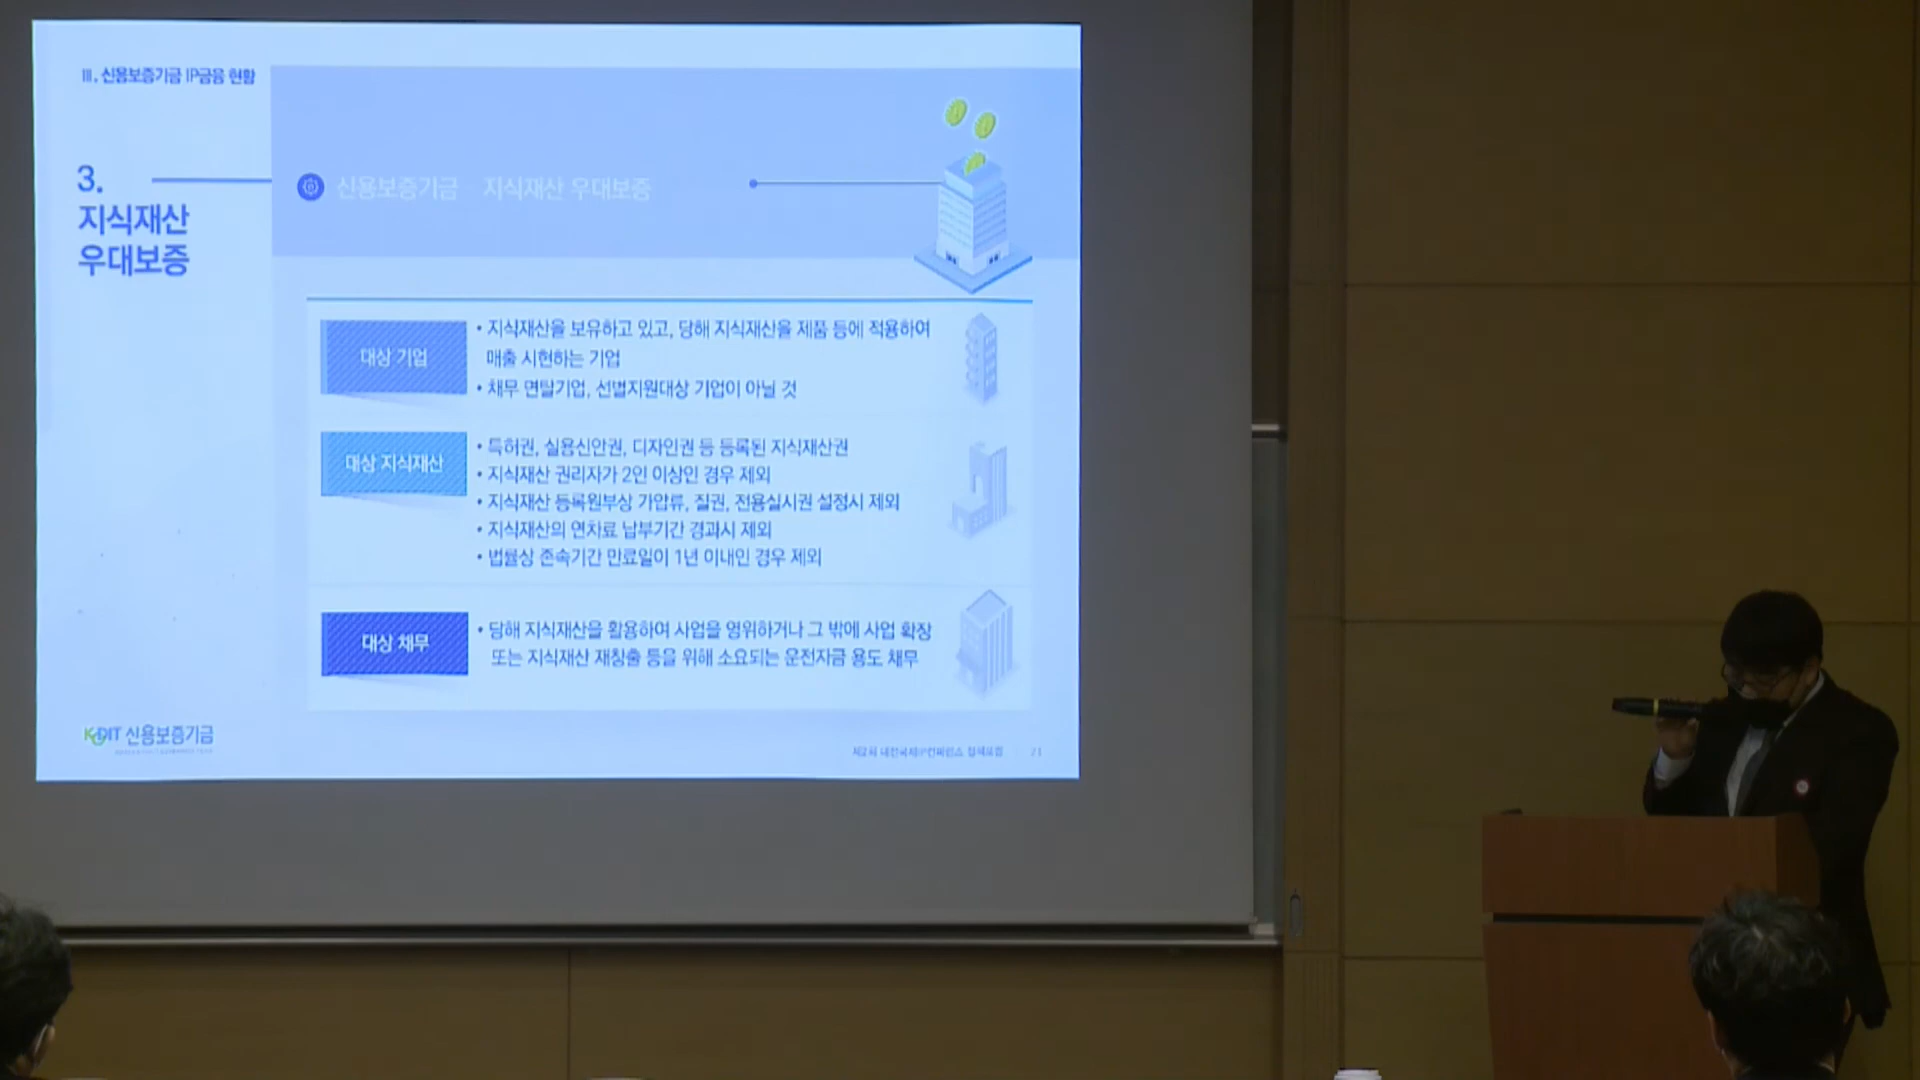 III. 신용보증기금 IP금융 현황
3.
지식재산
우대보증
신용보증기금 - 지식재산 우대보증
대상 기업
• 지식재산을 보유하고 있고, 당해 지식재산을 제품 등에 적용하여
매출 시현하는 기업
• 채무 면탈기업, 선별지원대상 기업이 아닐 것
대상 지식재산
• 특허권, 실용신안권, 디자인권 등 등록된 지식재산권
• 지식재산 권리자가 2인 이상인 경우 제외
• 지식재산 등록원부상 가압류, 질권, 전용실시권 설정시 제외
• 지식재산의 연차료 납부기간 경과시 제외
• 법률상 존속기간 만료일이 1년 이내인 경우 제외
대상 채무
• 당해 지식재산을 활용하여 사업을 영위하거나 그 밖에 사업 확장
또는 지식재산 재창출 등을 위해 소요되는 운전자금 용도 채무
KODIT 신용보증기금
제2회 대한국제IP컨퍼런스